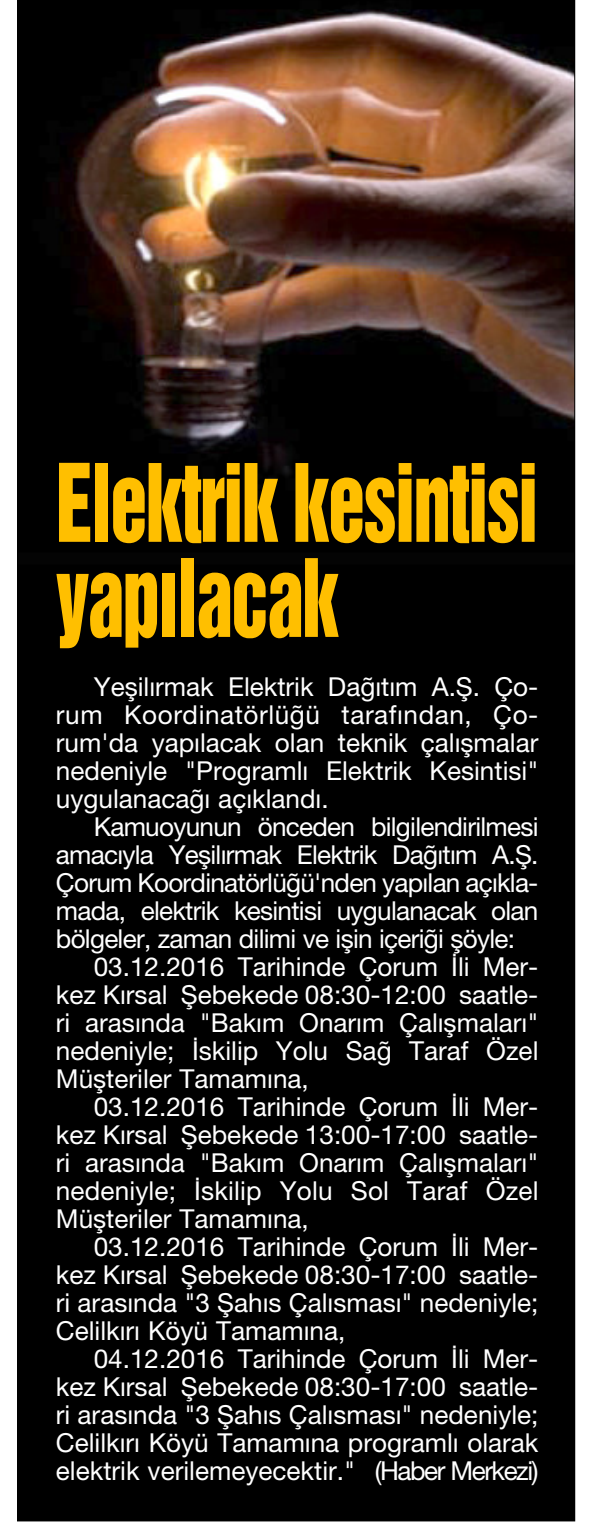 Elektrik kesintisi
yapılacak
Yeşilırmak Elektrik Dağıtım A.Ş. Ço-
rum Koordinatörlüğü tarafından, Ço-
rum'da yapılacak olan teknik çalışmalar
nedeniyle "Programlı Elektrik Kesintisi"
uygulanacağı açıklandı.
Kamuoyunun önceden bilgilendirilmesi
amacıyla Yeşilırmak Elektrik Dağıtım A.Ş.
Çorum Koordinatörlüğü'nden yapılan açıkla-
mada, elektrik kesintisi uygulanacak olan
bölgeler, zaman dilimi ve işin içeriği şöyle:
03.12.2016 Tarihinde Çorum İli Mer-
kez Kırsal Şebekede 08:30-12:00 saatle-
ri arasında "Bakım Onarım Çalışmaları"
nedeniyle; İskilip Yolu Sağ Taraf Özel
Müşteriler Tamamına,
03.12.2016 Tarihinde Çorum İli Mer-
kez Kırsal Şebekede 13:00-17:00 saatle-
ri arasında "Bakım Onarım Çalışmaları"
nedeniyle; İskilip Yolu Sol Taraf Özel
Müşteriler Tamamına,
03.12.2016 Tarihinde Çorum İli Mer-
kez Kırsal Şebekede 08:30-17:00 saatle-
ri arasında "3 Şahıs Çalısması" nedeniyle;
Celilkırı Köyü Tamamına,
04.12.2016 Tarihinde Çorum İli Mer-
kez Kırsal Şebekede 08:30-17:00 saatle-
ri arasında "3 Şahıs Çalısması" nedeniyle;
Celilkırı Köyü Tamamına programlı olarak
elektrik verilemeyecektir." (Haber Merkezi)